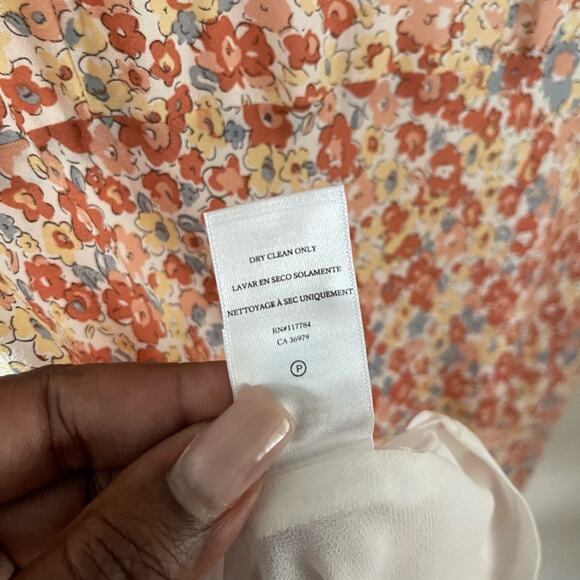 DRY CLEAN ONLY
LAVAR EN SECO SOLAMENTE
NETTOYAGE À SEC UNIQUEMENT
RN#117784
CA 36979
P